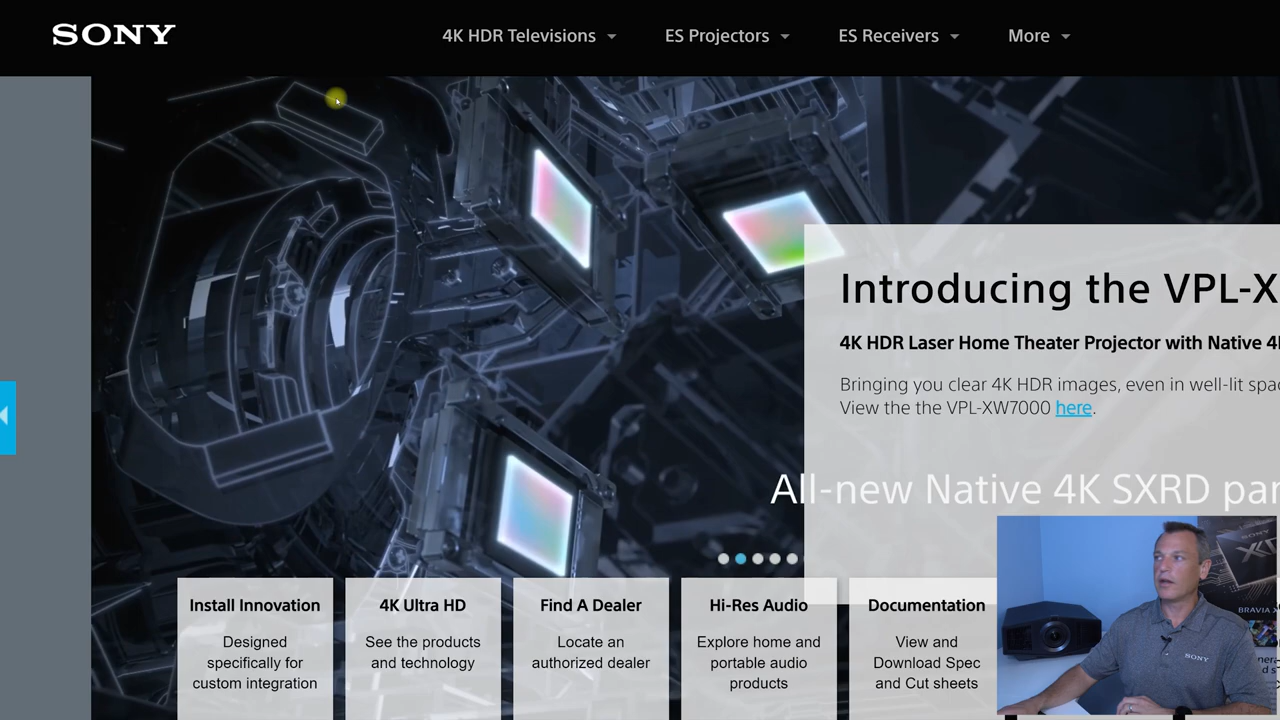 SONY
4K HDR Televisions
ES Projectors
ES Receivers
More
Introducing the VPL-X
4K HDR Laser Home Theater Projector with Native 4
Bringing you clear 4K HDR images, even in well-lit spa
View the the VPL-XW7000 here.
All-new Native 4K SXRD pa
Install Innovation
Designed
specifically for
custom integration
4K Ultra HD
See the products
and technology
Find A Dealer
Locate an
authorized dealer
Hi-Res Audio
Explore home and
portable audio
products
Documentation
View and
Download Spec
and Cut sheets
SONY
BRAVIA X
SONY